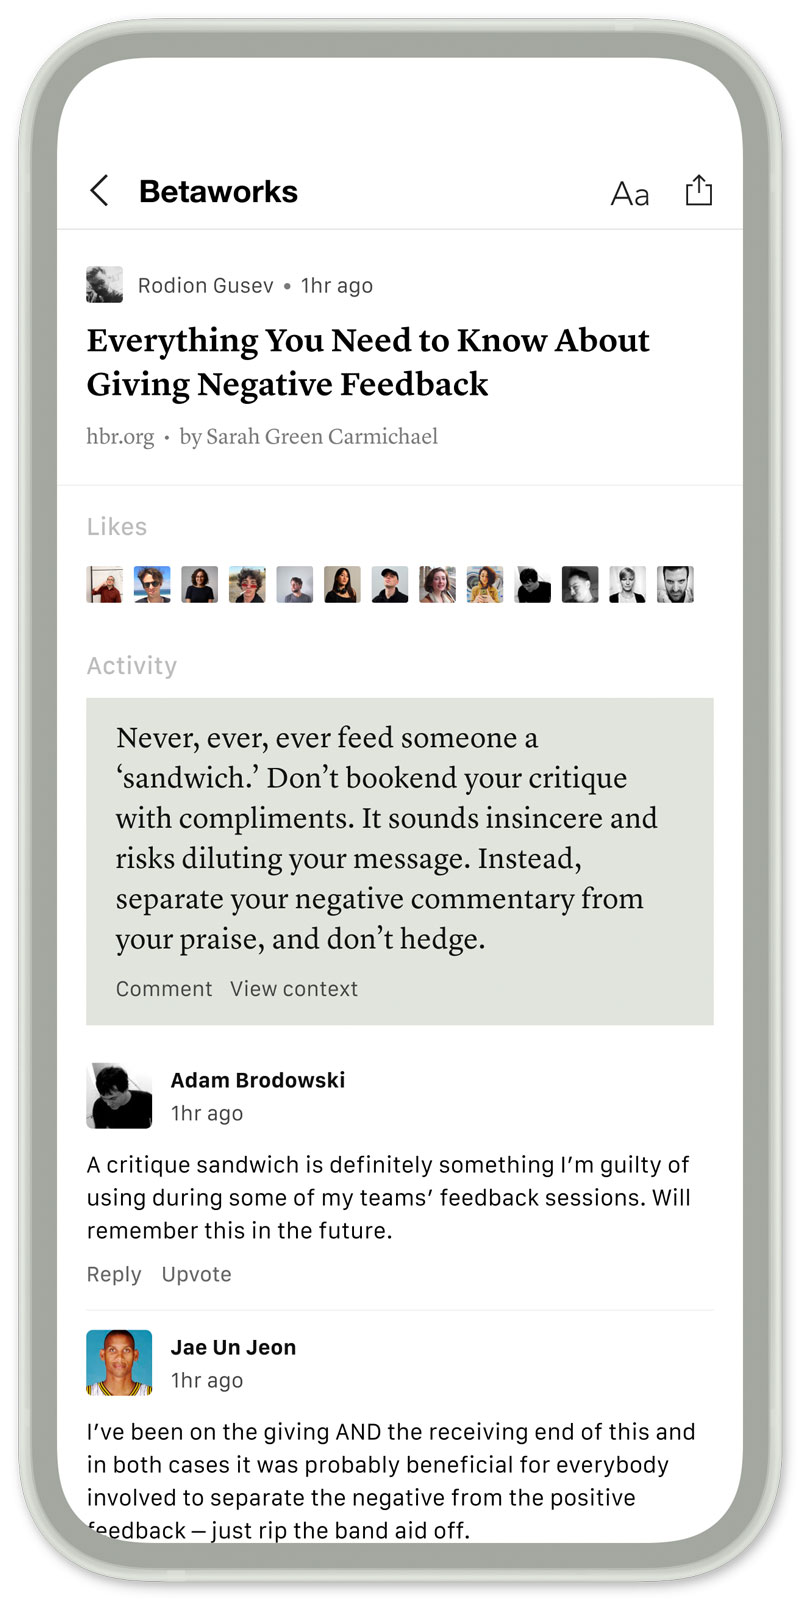 Betaworks
Aa
Rodion Gusev • 1hr ago
Everything You Need to Know About
Giving Negative Feedback
hbr.org · by Sarah Green Carmichael
Likes
Activity
Never, ever, ever feed someone a
‘sandwich.’ Don’t bookend your critique
with compliments. It sounds insincere and
risks diluting your message. Instead,
separate your negative commentary from
your praise, and don’t hedge.
Comment View context
Adam Brodowski
1hr ago
A critique sandwich is definitely something I’m guilty of
using during some of my teams’ feedback sessions. Will
remember this in the future.
Reply Upvote
Jae Un Jeon
1hr ago
I’ve been on the giving AND the receiving end of this and
in both cases it was probably beneficial for everybody
involved to separate the negative from the positive
feedback – just rip the band aid off.